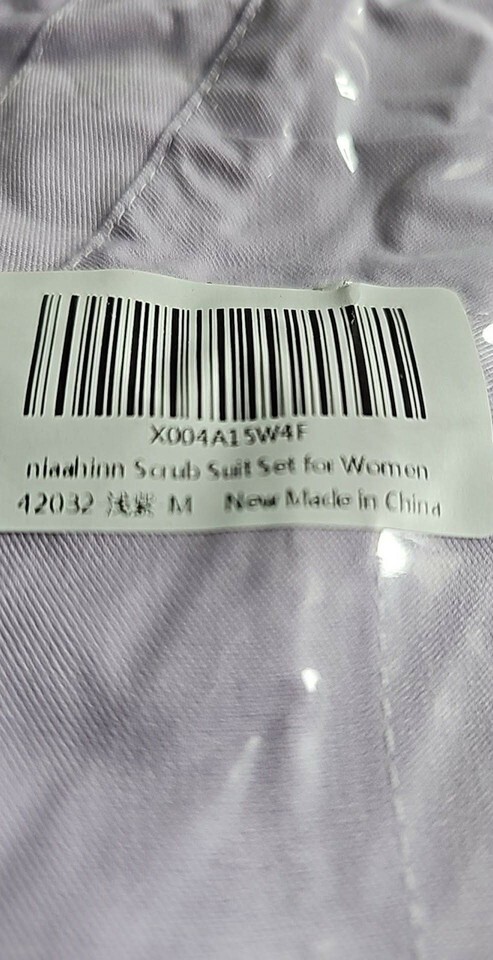 X004A15W4F
nlaahinn Scrub Suit Set for Women
42032 浅紫 M New Made in China